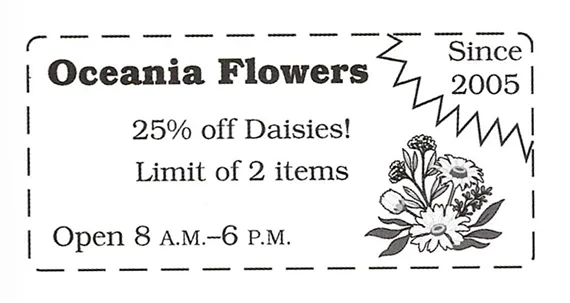 Oceania Flowers
Since
2005
25% off Daisies!
Limit of 2 items
Open 8 A.M.–6 P.M.